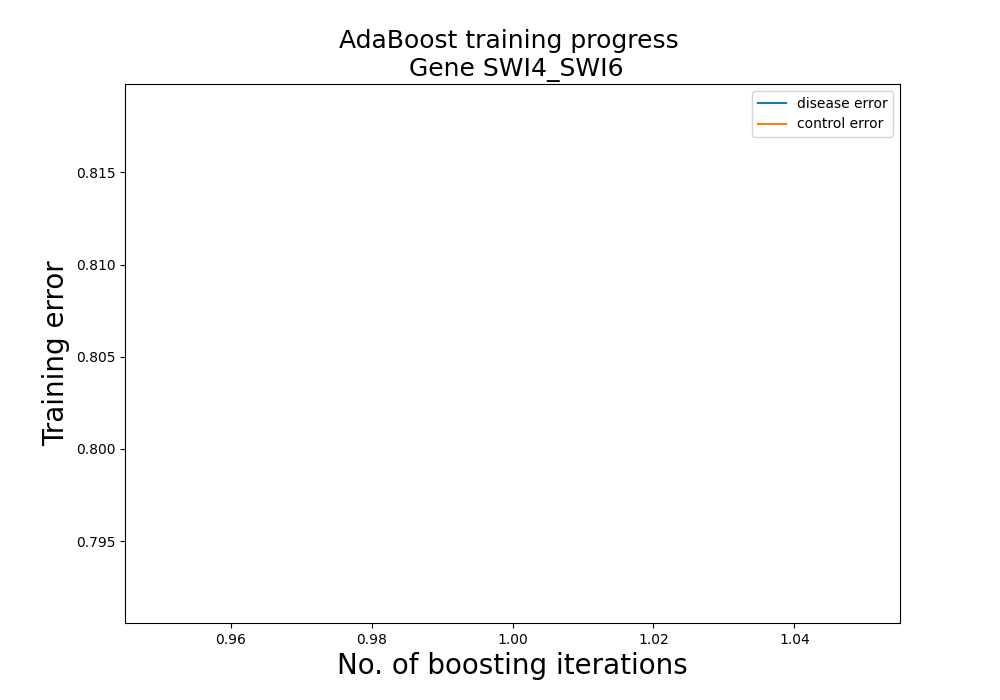 AdaBoost training progress
Gene SWI4_SWI6
disease error
control error
0.815
0.810
0.805
0.800
0.795
Training error
0.96 0.98 1.00 1.02 1.04
No. of boosting iterations